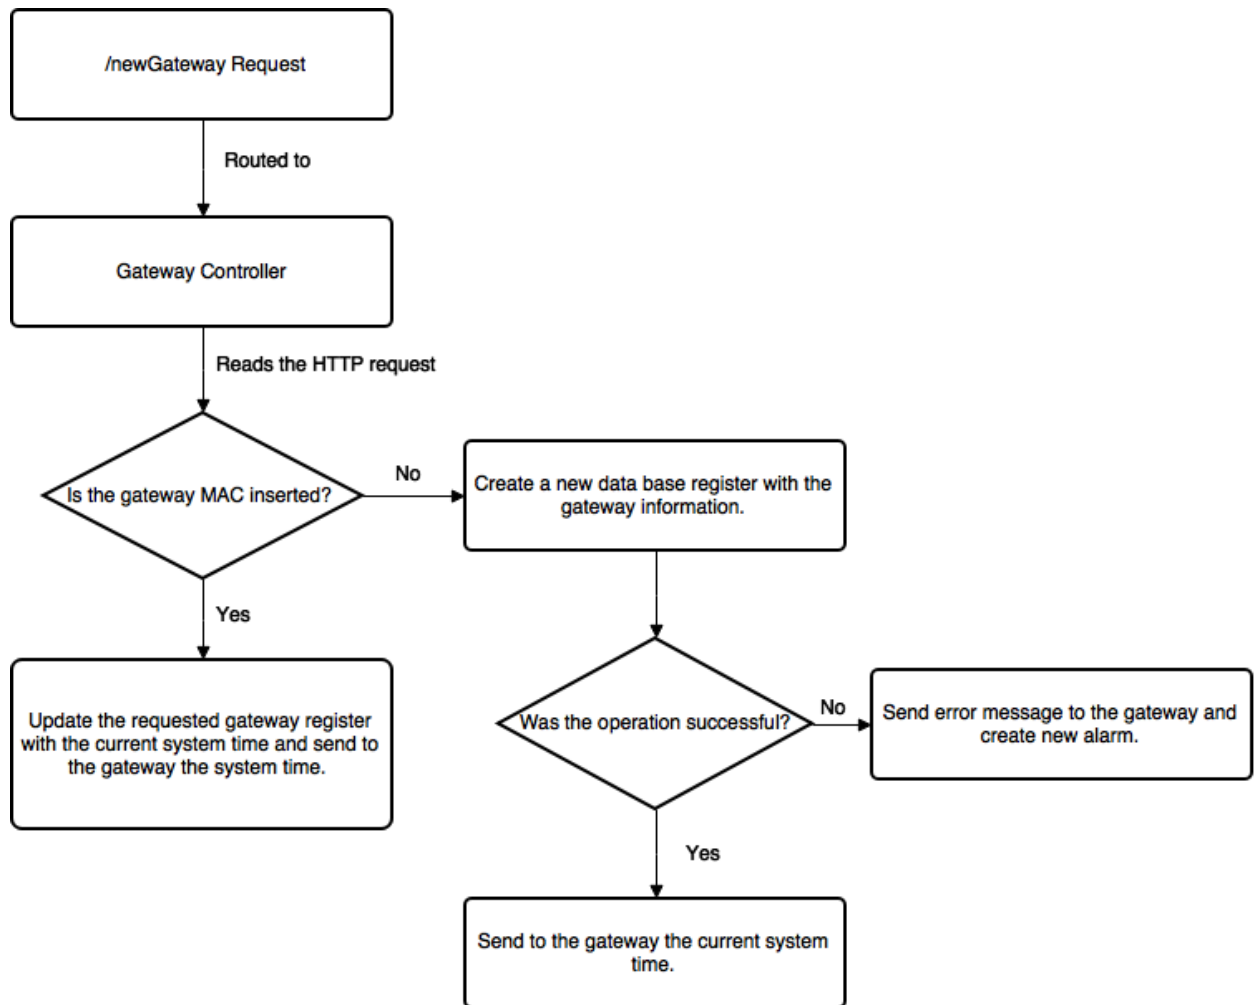 /newGateway Request
Routed to
Gateway Controller
Reads the HTTP request
Is the gateway MAC inserted?
No
Create a new data base register with the
gateway information.
Yes
Update the requested gateway register
with the current system time and send to
the gateway the system time.
Was the operation successful?
No
Send error message to the gateway and
create new alarm.
Yes
Send to the gateway the current system
time.